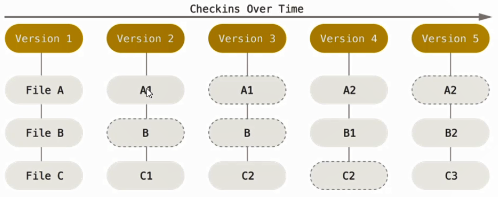 Checkins Over Time
Version 1 Version 2 Version 3 Version 4 Version 5
File A A1 A1 A2 A2
File B B B B1 B2
File C C1 C2 C2 C3